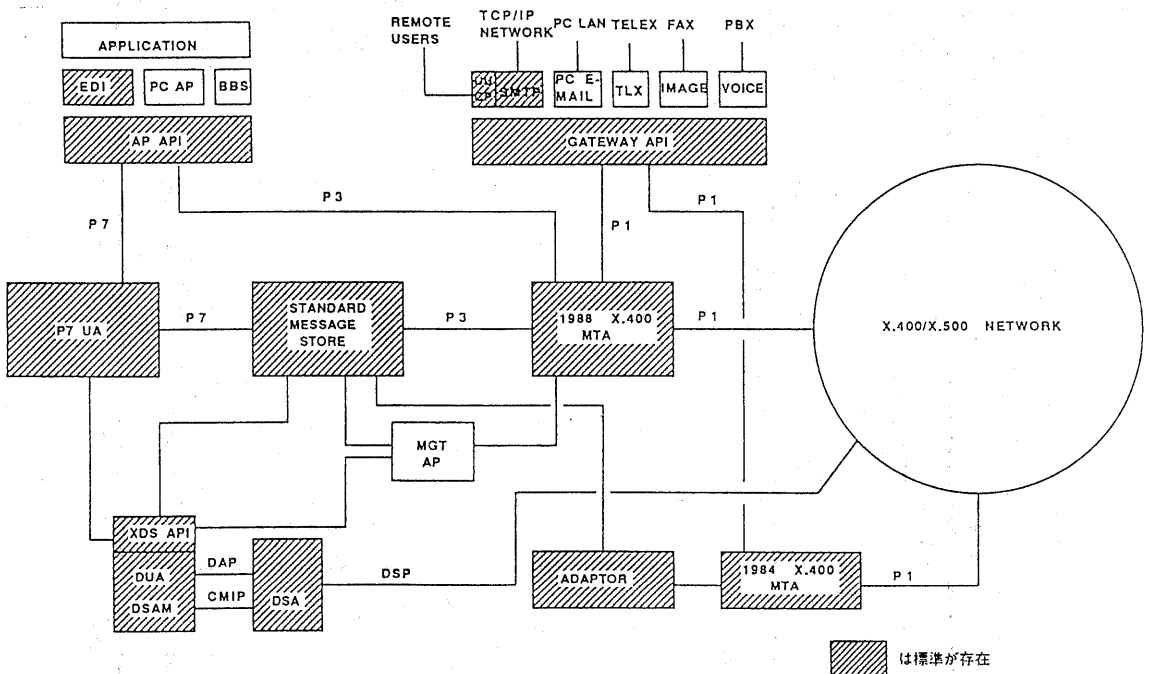 REMOTE
USERS
TCP/IP
NETWORK
PC LAN
TELEX
FAX
PBX
APPLICATION
EDI
PC AP
BBS
UU
CP
SMTP
PC E-
MAIL
TLX
IMAGE
VOICE
AP API
GATEWAY API
P7
P3
P1
P1
P7 UA
P7
STANDARD
MESSAGE
STORE
P3
1988 X.400
MTA
P1
X.400/X.500 NETWORK
MGT
AP
XDS API
DUA
DSAM
DAP
CMIP
DSA
DSP
ADAPTOR
1984 X.400
MTA
P1
は標準が存在